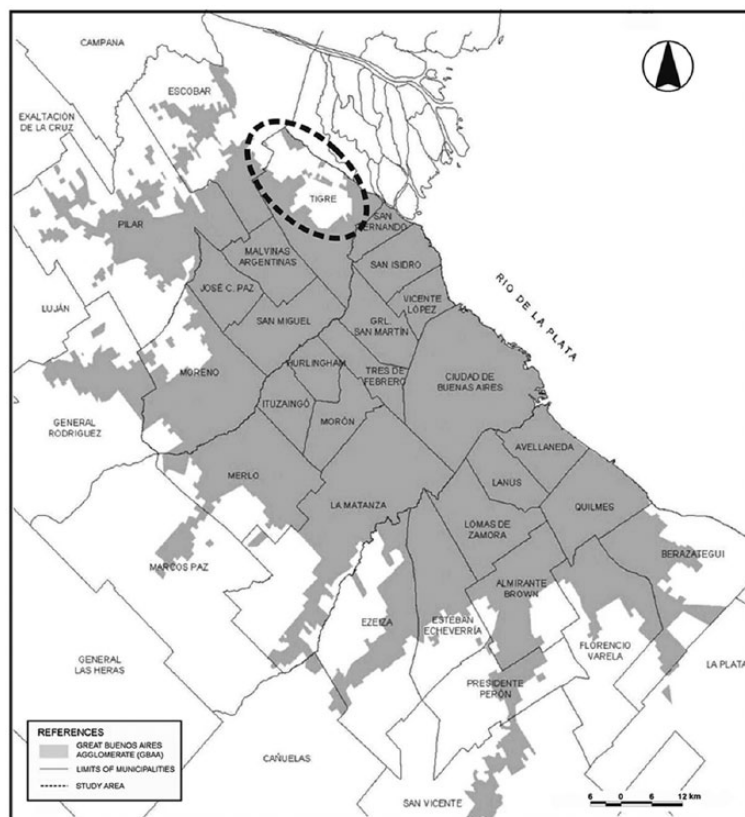 CAMPANA
ESCOBAR
EXALTACIÓN
DE LA CRUZ
TIGRE
PILAR
SAN
FERNANDO
MALVINAS
ARGENTINAS
SAN ISIDRO
JOSÉ C. PAZ
VICENTE
LÓPEZ
RIO DE LA PLATA
LUJÁN
SAN MIGUEL
GRL.
SAN MARTÍN
HURLINGHAM
TRES DE
FEBRERO
CIUDAD DE
BUENOS AIRES
MORENO
ITUZAINGÓ
GENERAL
RODRIGUEZ
MORÓN
AVELLANEDA
MERLO
LANUS
LA MATANZA
QUILMES
LOMAS DE
ZAMORA
BERAZATEGUI
MARCOS PAZ
ALMIRANTE
BROWN
EZEIZA
ESTEBAN
ECHEVERRÍA
FLORENCIO
VARELA
GENERAL
LAS HERAS
LA PLATA
PRESIDENTE
PERÓN
REFERENCES
GREAT BUENOS AIRES
AGGLOMERATE (GBAA)
LIMITS OF MUNICIPALITIES
STUDY AREA
CAÑUELAS
SAN VICENTE
6 0 6 12 km